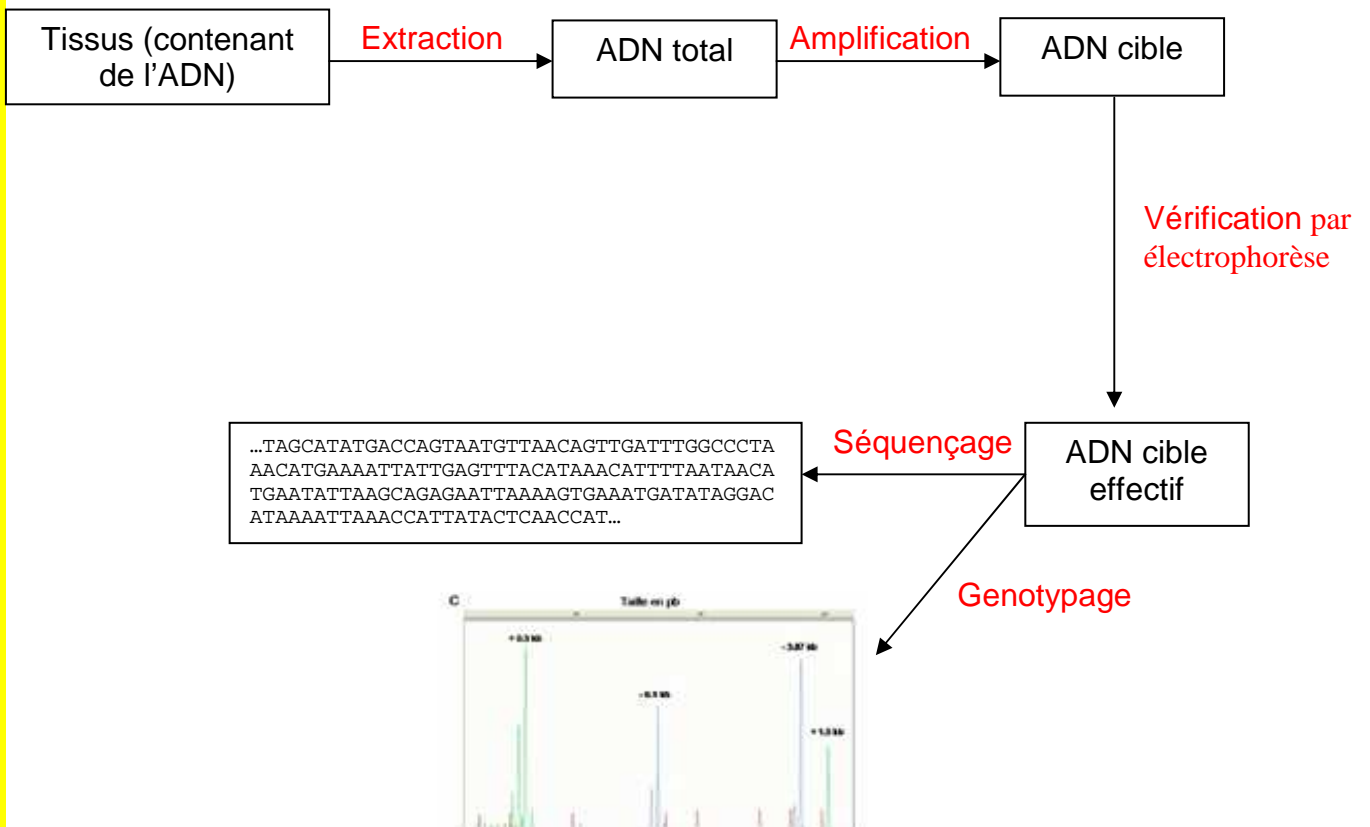 Tissus (contenant
de l'ADN)
Extraction
ADN total
Amplification
ADN cible
Vérification par
électrophorèse
…TAGCATATGACCAGTAATGTTAACAGTTGATTTGGCCCTA
AACATGAAAATTATTGAGTTTACATAAACATTTTAATAACA
TGAATATTAAGCAGAGAATTAAAAGTGAAATGATATAGGAC
ATAAAATTAAACCATTATACTCAACCAT…
Séquençage
ADN cible
effectif
Genotypage
C
Taille en pb